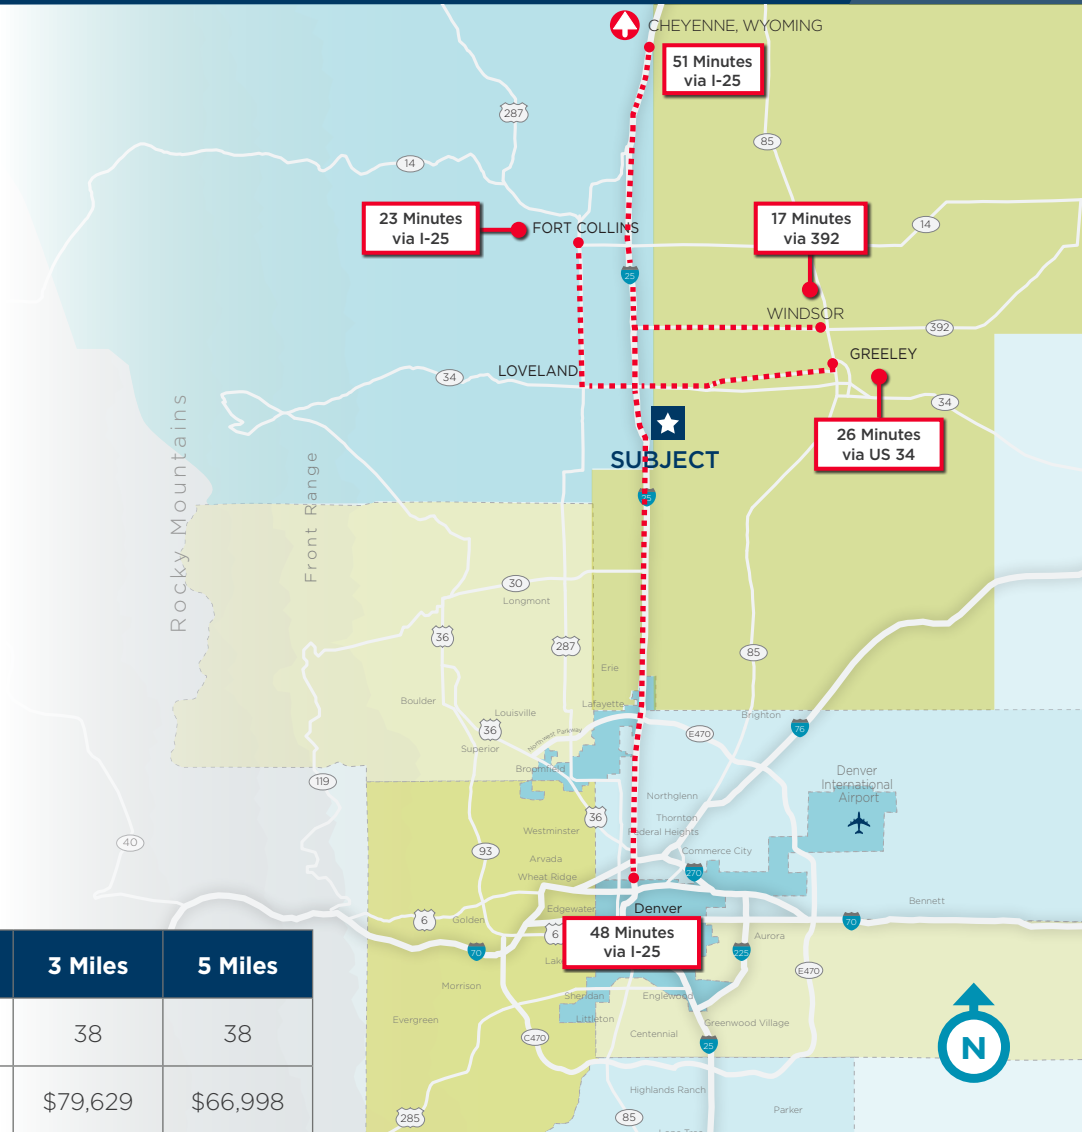 CHEYENNE, WYOMING
51 Minutes
via I-25
287
85
14
23 Minutes
via I-25
FORT COLLINS
17 Minutes
via 392
14
25
WINDSOR
392
GREELEY
LOVELAND
34
34
26 Minutes
via US 34
SUBJECT
25
Rocky Mountains
Front Range
30
Longmont
36
287
85
Erie
Boulder
Lafayette
Louisville
36
Northwest Parkway
Superior
E470
Brighton
76
Broomfield
119
Denver
International
Airport
Northglenn
36
Thornton
Westminster
Federal Heights
40
93
Commerce City
Arvada
Wheat Ridge
270
Edgewater
Denver
Bennett
6
Golden
6
70
70
48 Minutes
via I-25
Aurora
225
E470
Morrison
Sheridan
Englewood
Evergreen
Littleton
Greenwood Village
Centennial
C470
25
N
Highlands Ranch
285
85
Parker
3 Miles
5 Miles
38
38
$79,629
$66,998